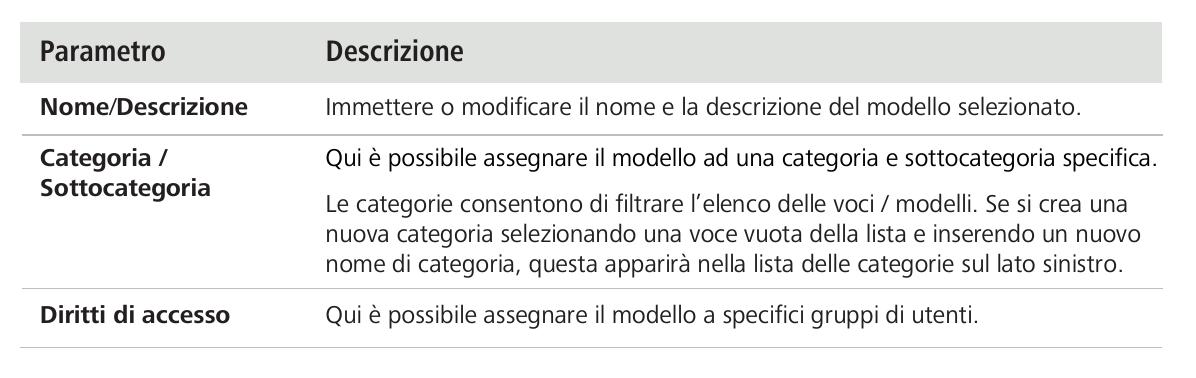 Parametro Descrizione
Nome/Descrizione Immettere o modificare il nome e la descrizione del modello selezionato.
Categoria / Qui è possibile assegnare il modello ad una categoria e sottocategoria specifica.
Sottocategoria
Le categorie consentono di filtrare l’elenco delle voci / modelli. Se si crea una
nuova categoria selezionando una voce vuota della lista e inserendo un nuovo
nome di categoria, questa apparirà nella lista delle categorie sul lato sinistro.
Diritti di accesso Qui è possibile assegnare il modello a specifici gruppi di utenti.